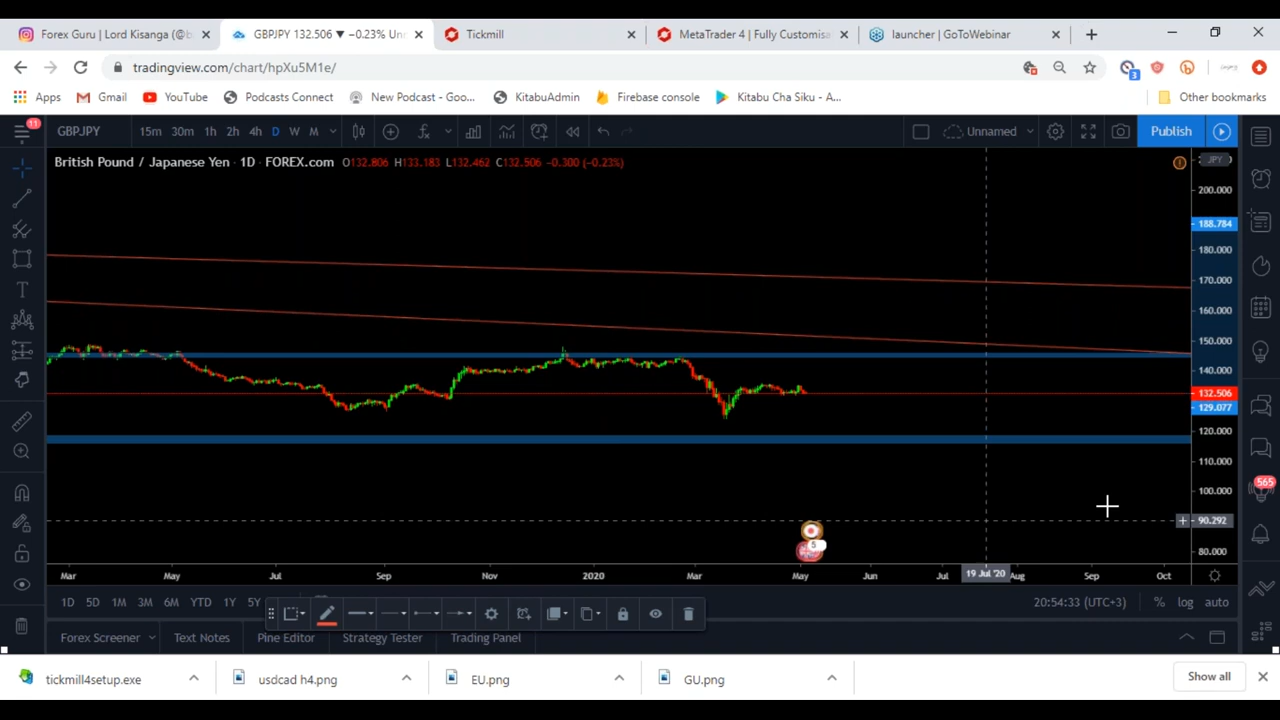 Forex Guru | Lord Kisanga (@b
GBPJPY 132.506 ▼ −0.23% Un
Tickmill
MetaTrader 4 | Fully Customisa
launcher | GoToWebinar
tradingview.com/chart/hpXu5M1e/
3
Apps
Gmail
YouTube
Podcasts Connect
New Podcast - Goo...
KitabuAdmin
Firebase console
Kitabu Cha Siku - A...
Other bookmarks
11
GBPJPY
15m 30m 1h 2h 4h D W M
Unnamed
Publish
British Pound / Japanese Yen · 1D · FOREX.com O132.806 H133.183 L132.462 C132.506 −0.300 (−0.23%)
JPY
200.000
188.784
180.000
170.000
160.000
150.000
140.000
132.506
129.077
120.000
110.000
100.000
90.292
80.000
565
5
Mar May Jul Sep Nov 2020 Mar May Jun Jul 19 Jul '20 Aug Sep Oct
1D 5D 1M 3M 6M YTD 1Y 5Y
20:54:33 (UTC+3) % log auto
Forex Screener Text Notes Pine Editor Strategy Tester Trading Panel
tickmill4setup.exe
usdcad h4.png
EU.png
GU.png
Show all